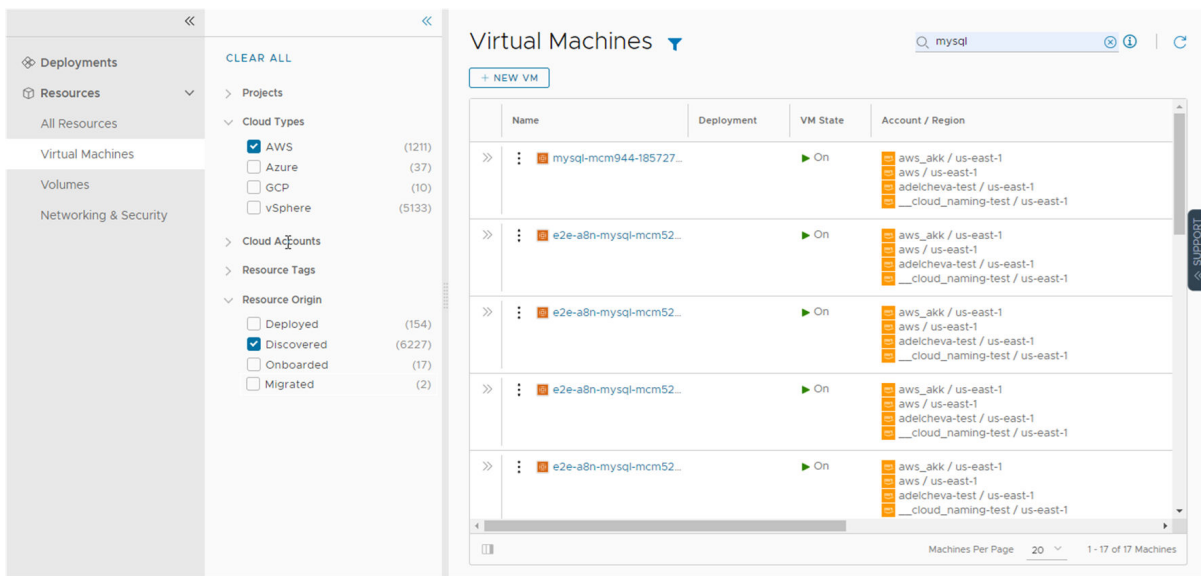 Deployments
Resources
All Resources
Virtual Machines
Volumes
Networking & Security
CLEAR ALL
Projects
Cloud Types
AWS (1211)
Azure (37)
GCP (10)
vSphere (5133)
Cloud Accounts
Resource Tags
Resource Origin
Deployed (154)
Discovered (6227)
Onboarded (17)
Migrated (2)
Virtual Machines
mysql
+ NEW VM
Name Deployment VM State Account / Region
mysql-mcm944-185727... On aws_akk / us-east-1
aws / us-east-1
adelcheva-test / us-east-1
__cloud_naming-test / us-east-1
e2e-a8n-mysql-mcm52... On aws_akk / us-east-1
aws / us-east-1
adelcheva-test / us-east-1
__cloud_naming-test / us-east-1
e2e-a8n-mysql-mcm52... On aws_akk / us-east-1
aws / us-east-1
adelcheva-test / us-east-1
__cloud_naming-test / us-east-1
e2e-a8n-mysql-mcm52... On aws_akk / us-east-1
aws / us-east-1
adelcheva-test / us-east-1
__cloud_naming-test / us-east-1
e2e-a8n-mysql-mcm52... On aws_akk / us-east-1
aws / us-east-1
adelcheva-test / us-east-1
__cloud_naming-test / us-east-1
Machines Per Page 20 1 - 17 of 17 Machines
SUPPORT